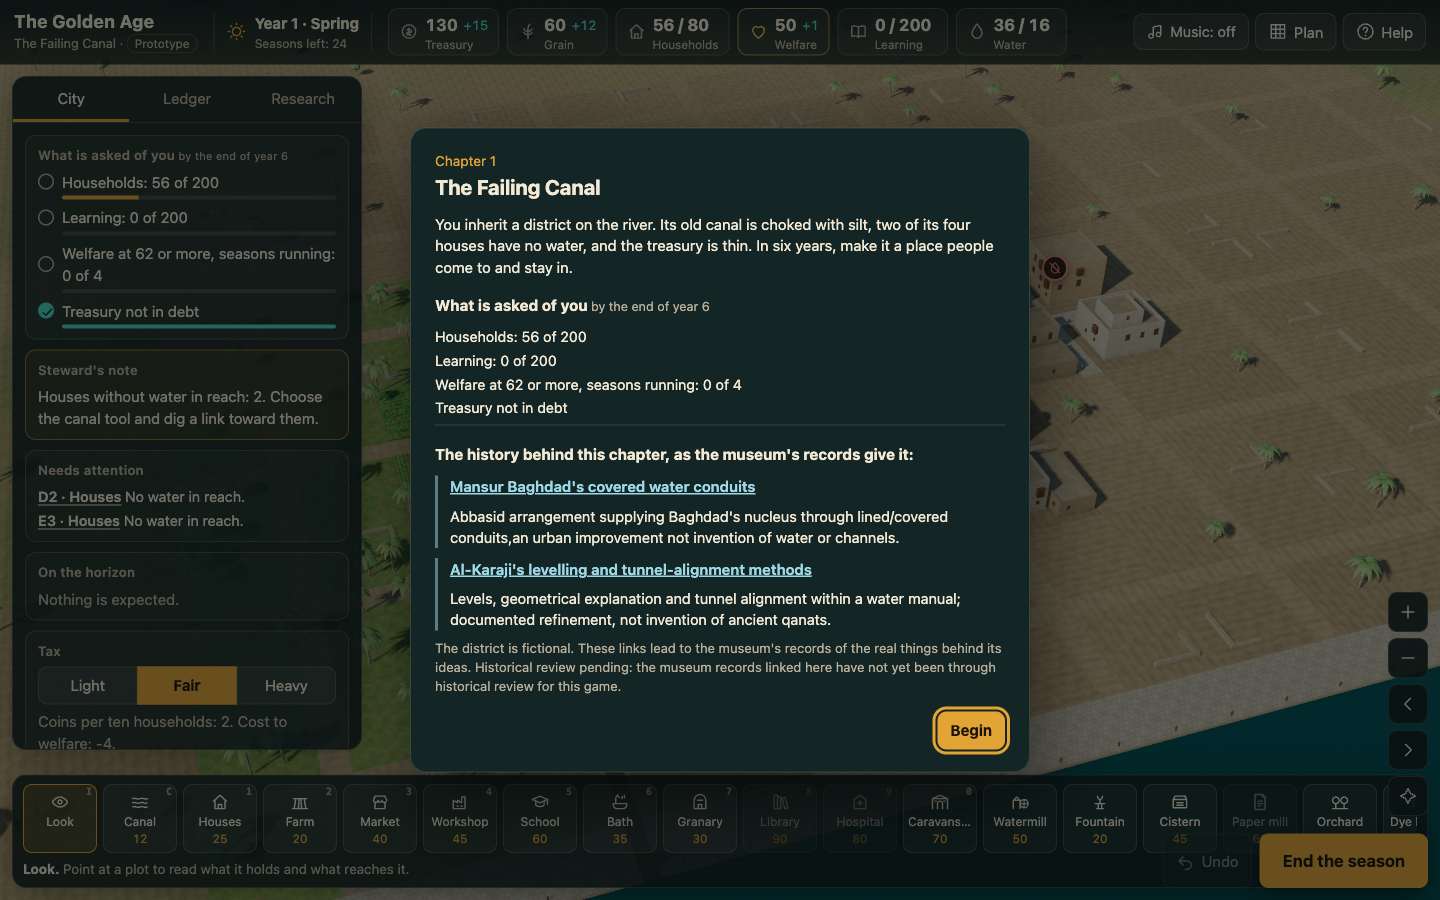 The Golden Age
The Failing Canal · Prototype
Year 1 · Spring
Seasons left: 24
130 +15
Treasury
60 +12
Grain
56 / 80
Households
50 +1
Welfare
0 / 200
Learning
36 / 16
Water
Music: off
Plan
Help
City
Ledger
Research
What is asked of you by the end of year 6
Households: 56 of 200
Learning: 0 of 200
Welfare at 62 or more, seasons running:
0 of 4
Treasury not in debt
Steward's note
Houses without water in reach: 2. Choose
the canal tool and dig a link toward them.
Needs attention
D2 · Houses No water in reach.
E3 · Houses No water in reach.
On the horizon
Nothing is expected.
Tax
Light
Fair
Heavy
Coins per ten households: 2. Cost to
welfare: -4.
Chapter 1
The Failing Canal
You inherit a district on the river. Its old canal is choked with silt, two of its four
houses have no water, and the treasury is thin. In six years, make it a place people
come to and stay in.
What is asked of you by the end of year 6
Households: 56 of 200
Learning: 0 of 200
Welfare at 62 or more, seasons running: 0 of 4
Treasury not in debt
The history behind this chapter, as the museum's records give it:
Mansur Baghdad's covered water conduits
Abbasid arrangement supplying Baghdad's nucleus through lined/covered
conduits,an urban improvement not invention of water or channels.
Al-Karaji's levelling and tunnel-alignment methods
Levels, geometrical explanation and tunnel alignment within a water manual;
documented refinement, not invention of ancient qanats.
The district is fictional. These links lead to the museum's records of the real things behind its
ideas. Historical review pending: the museum records linked here have not yet been through
historical review for this game.
Begin
Look
Canal
12
C
Houses
25
1
Farm
20
2
Market
40
3
Workshop
45
4
School
60
5
Bath
35
6
Granary
30
7
Library
90
8
Hospital
80
9
Caravans...
70
0
Watermill
50
Fountain
20
Cistern
45
Paper mill
6
Orchard
Dye
Look. Point at a plot to read what it holds and what reaches it.
Undo
End the season